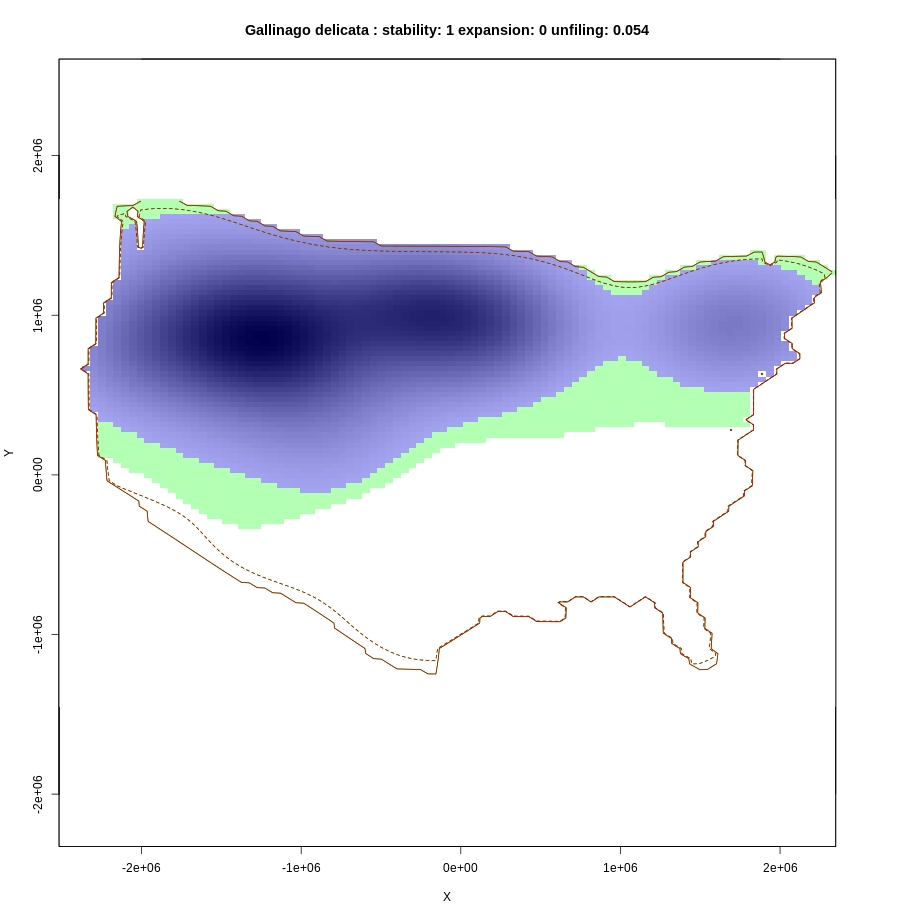 Gallinago delicata : stability: 1 expansion: 0 unfiling: 0.054
2e+06
1e+06
0e+00
-1e+06
-2e+06
Y
-2e+06 -1e+06 0e+00 1e+06 2e+06
X